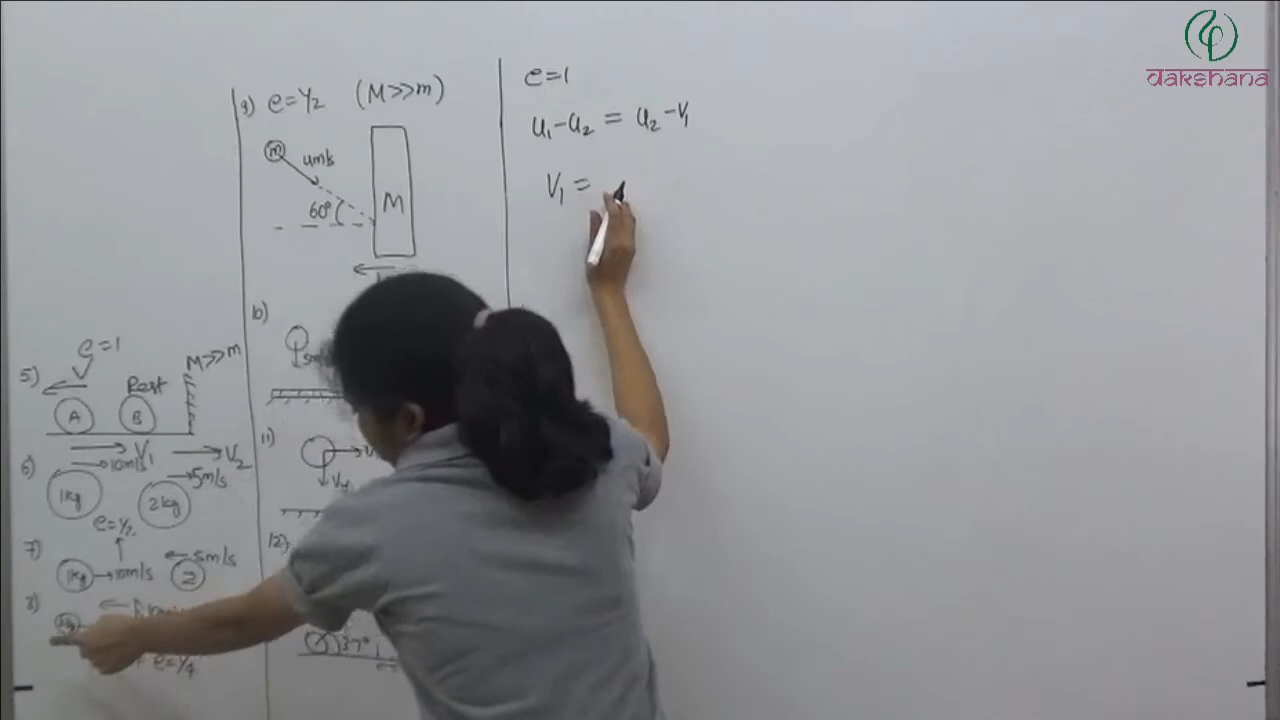 5) e=1
M>>m
Rest
A B
V₁ V₂
6) 10m/s 5m/s
1kg 2kg
e=1/2
7) 5m/s
1kg 10m/s 2
8)
e=1/4
9) e=1/2 (M>>m)
m
um/s
60°
M
10)
11)
12)
37°
e=1
u₁-u₂ = u₂-v₁
V₁ =
dakshana